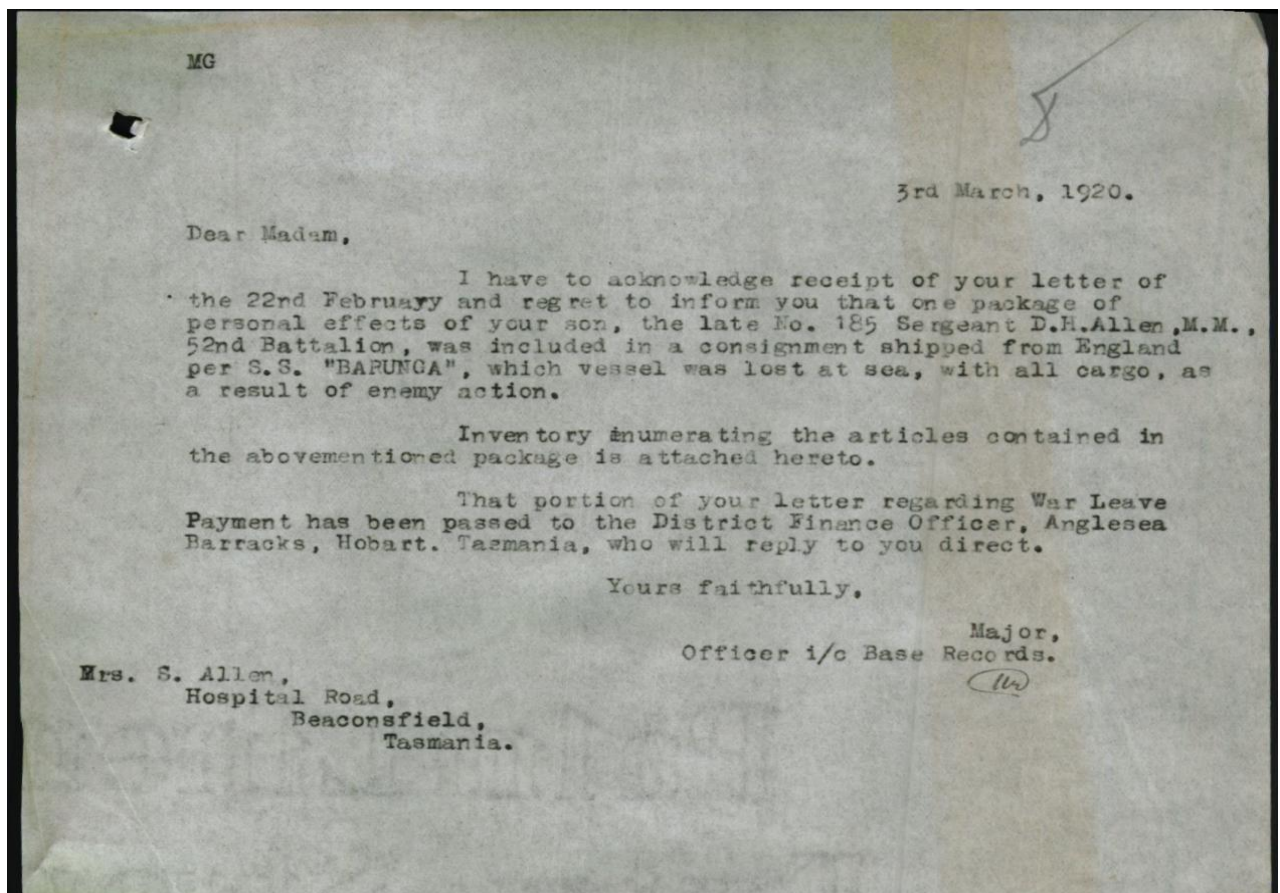 MG
8
3rd March, 1920.
Dear Madam,
I have to acknowledge receipt of your letter of
the 22nd February and regret to inform you that one package of
personal effects of your son, the late No. 185 Sergeant D.H.Allen,M.M.,
52nd Battalion, was included in a consignment shipped from England
per S.S. "BARUNGA", which vessel was lost at sea, with all cargo, as
a result of enemy action.
Inventory enumerating the articles contained in
the abovementioned package is attached hereto.
That portion of your letter regarding War Leave
Payment has been passed to the District Finance Officer, Anglesea
Barracks, Hobart. Tasmania, who will reply to you direct.
Yours faithfully,
Major,
Officer i/c Base Records.
Mrs. S. Allen,
Hospital Road,
Beaconsfield,
Tasmania.